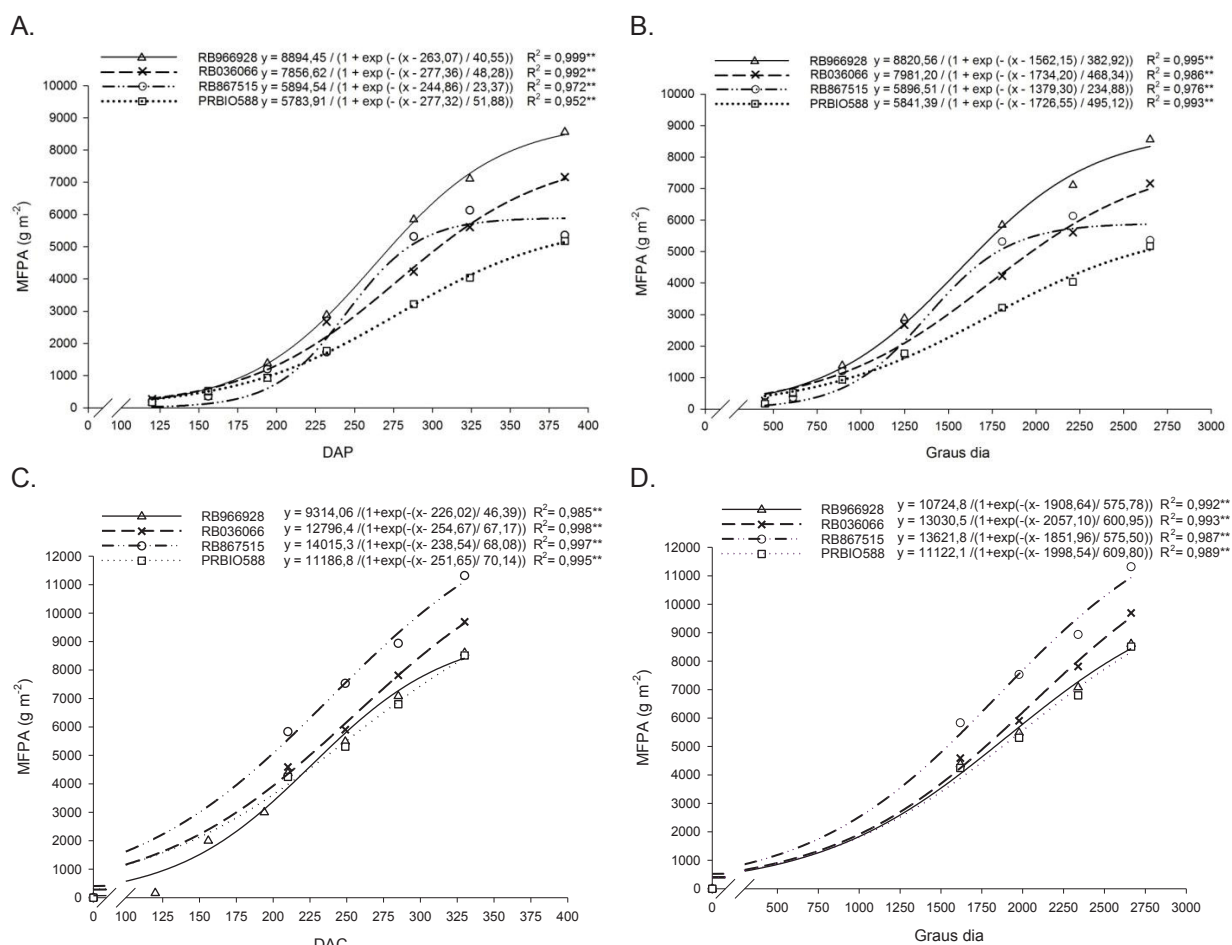 A.
RB966928 y = 8894,45 / (1 + exp (- (x - 263,07) / 40,55)) R² = 0,999**
RB036066 y = 7856,62 / (1 + exp (- (x - 277,36) / 48,28)) R² = 0,992**
RB867515 y = 5894,54 / (1 + exp (- (x - 244,86) / 23,37)) R² = 0,972**
PRBIO588 y = 5783,91 / (1 + exp (- (x - 277,32) / 51,88)) R² = 0,952**
10000
9000
8000
7000
6000
5000
4000
3000
2000
1000
0
MFPA (g m⁻²)
0 100 125 150 175 200 225 250 275 300 325 350 375 400
DAP
B.
RB966928 y = 8820,56 / (1 + exp (- (x - 1562,15) / 382,92)) R² = 0,995**
RB036066 y = 7981,20 / (1 + exp (- (x - 1734,20) / 468,34)) R² = 0,986**
RB867515 y = 5896,51 / (1 + exp (- (x - 1379,30) / 234,88)) R² = 0,976**
PRBIO588 y = 5841,39 / (1 + exp (- (x - 1726,55) / 495,12)) R² = 0,993**
10000
9000
8000
7000
6000
5000
4000
3000
2000
1000
0
MFPA (g m⁻²)
0 500 750 1000 1250 1500 1750 2000 2250 2500 2750 3000
Graus dia
C.
RB966928 y = 9314,06 /(1+exp(-(x- 226,02)/ 46,39)) R²= 0,985**
RB036066 y = 12796,4 /(1+exp(-(x- 254,67)/ 67,17)) R²= 0,998**
RB867515 y = 14015,3 /(1+exp(-(x- 238,54)/ 68,08)) R²= 0,997**
PRBIO588 y = 11186,8 /(1+exp(-(x- 251,65)/ 70,14)) R²= 0,995**
12000
11000
10000
9000
8000
7000
6000
5000
4000
3000
2000
1000
0
MFPA (g m⁻²)
0 100 125 150 175 200 225 250 275 300 325 350 375 400
DAC
D.
RB966928 y = 10724,8 /(1+exp(-(x- 1908,64)/ 575,78)) R²= 0,992**
RB036066 y = 13030,5 /(1+exp(-(x- 2057,10)/ 600,95)) R²= 0,993**
RB867515 y = 13621,8 /(1+exp(-(x- 1851,96)/ 575,50)) R²= 0,987**
PRBIO588 y = 11122,1 /(1+exp(-(x- 1998,54)/ 609,80)) R²= 0,989**
12000
11000
10000
9000
8000
7000
6000
5000
4000
3000
2000
1000
0
MFPA (g m⁻²)
0 500 750 1000 1250 1500 1750 2000 2250 2500 2750 3000
Graus dia